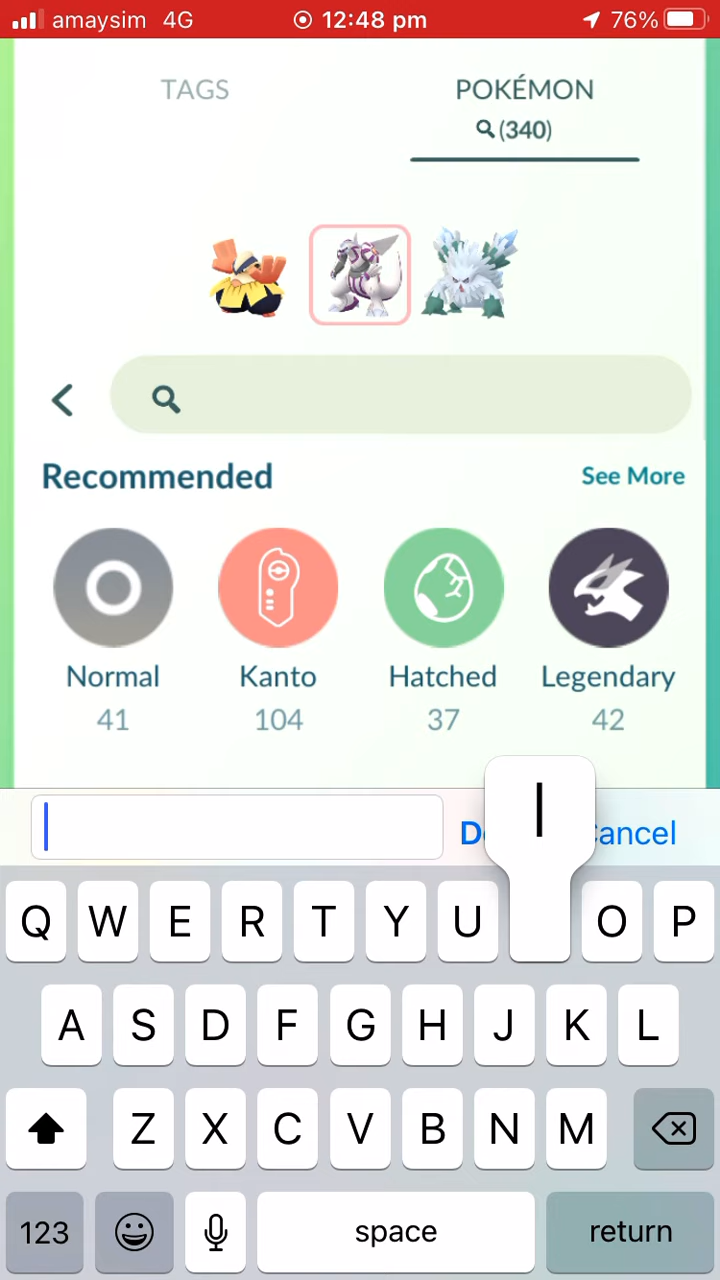 amaysim 4G 12:48 pm 76%
TAGS POKÉMON
(340)
Recommended See More
Normal Kanto Hatched Legendary
41 104 37 42
I
Cancel
Q W E R T Y U O P
A S D F G H J K L
Z X C V B N M
123 space return